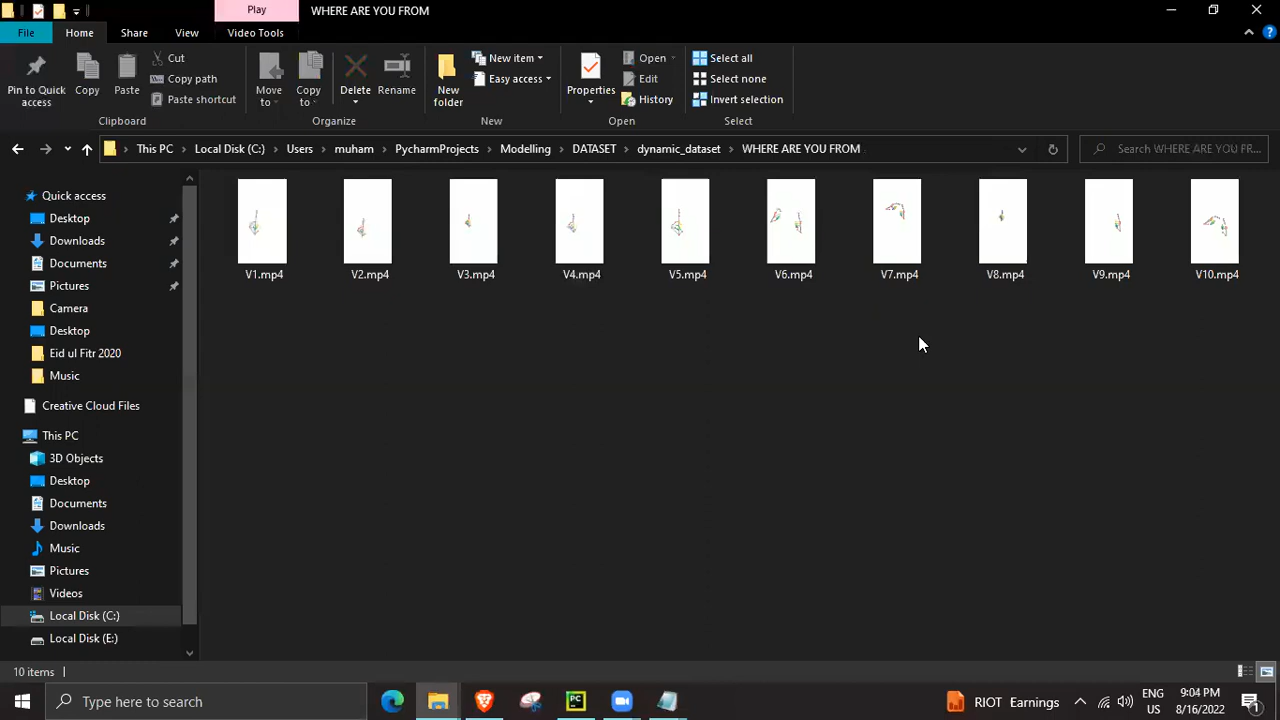 Play
WHERE ARE YOU FROM
File
Home
Share
View
Video Tools
Pin to Quick access
Copy
Paste
Cut
Copy path
Paste shortcut
Clipboard
Move to
Copy to
Delete
Rename
Organize
New folder
New item
Easy access
New
Properties
Open
Edit
History
Open
Select all
Select none
Invert selection
Select
This PC
Local Disk (C:)
Users
muham
PycharmProjects
Modelling
DATASET
dynamic_dataset
WHERE ARE YOU FROM
Search WHERE ARE YOU FR...
Quick access
Desktop
Downloads
Documents
Pictures
Camera
Desktop
Eid ul Fitr 2020
Music
Creative Cloud Files
This PC
3D Objects
Desktop
Documents
Downloads
Music
Pictures
Videos
Local Disk (C:)
Local Disk (E:)
V1.mp4
V2.mp4
V3.mp4
V4.mp4
V5.mp4
V6.mp4
V7.mp4
V8.mp4
V9.mp4
V10.mp4
10 items
Type here to search
PC
RIOT Earnings
ENG
US
9:04 PM
8/16/2022
1